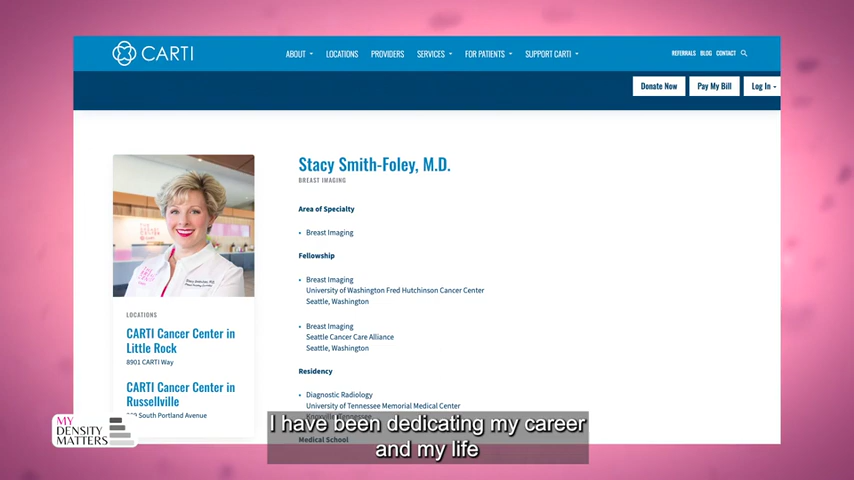 CARTI
ABOUT LOCATIONS PROVIDERS SERVICES FOR PATIENTS SUPPORT CARTI REFERRALS BLOG CONTACT
Donate Now Pay My Bill Log In
Stacy Smith-Foley, M.D.
BREAST IMAGING
Area of Specialty
• Breast Imaging
Fellowship
• Breast Imaging
University of Washington Fred Hutchinson Cancer Center
Seattle, Washington
• Breast Imaging
Seattle Cancer Care Alliance
Seattle, Washington
Residency
• Diagnostic Radiology
University of Tennessee Memorial Medical Center
Knoxville, Tennessee
Medical School
LOCATIONS
CARTI Cancer Center in
Little Rock
8901 CARTI Way
CARTI Cancer Center in
Russellville
South Portland Avenue
MY
DENSITY
MATTERS
I have been dedicating my career
and my life